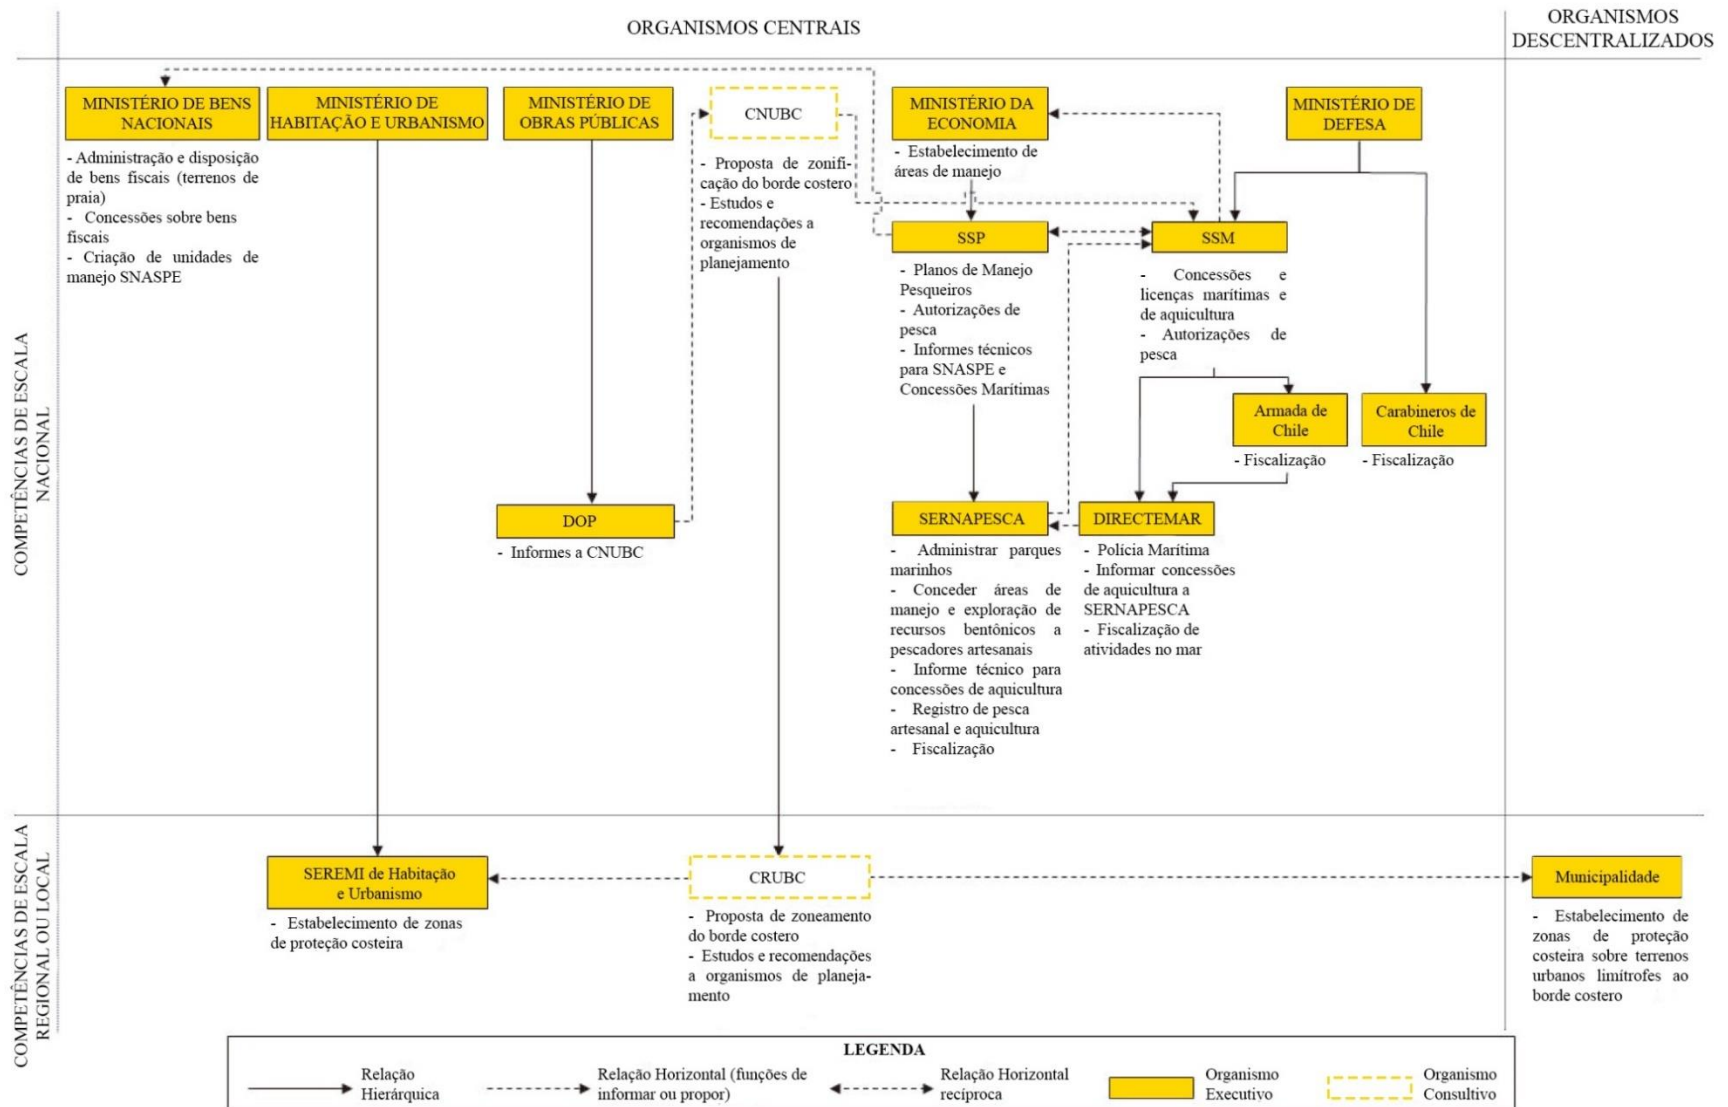 ORGANISMOS CENTRAIS
ORGANISMOS
DESCENTRALIZADOS
COMPETÊNCIAS DE ESCALA
NACIONAL
MINISTÉRIO DE BENS
NACIONAIS
- Administração e disposição
de bens fiscais (terrenos de
praia)
- Concessões sobre bens
fiscais
- Criação de unidades de
manejo SNASPE
MINISTÉRIO DE
HABITAÇÃO E URBANISMO
MINISTÉRIO DE
OBRAS PÚBLICAS
CNUBC
- Proposta de zonifi-
cação do borde costero
- Estudos e
recomendações a
organismos de
planejamento
MINISTÉRIO DA
ECONOMIA
- Estabelecimento de
áreas de manejo
MINISTÉRIO DE
DEFESA
SSP
- Planos de Manejo
Pesqueiros
- Autorizações de
pesca
- Informes técnicos
para SNASPE e
Concessões Marítimas
SSM
- Concessões e
licenças marítimas e
de aquicultura
- Autorizações de
pesca
Armada de
Chile
- Fiscalização
Carabineros de
Chile
- Fiscalização
DOP
- Informes a CNUBC
SERNAPESCA
- Administrar parques
marinhos
- Conceder áreas de
manejo e exploração de
recursos bentônicos a
pescadores artesanais
- Informe técnico para
concessões de aquicultura
- Registro de pesca
artesanal e aquicultura
- Fiscalização
DIRECTEMAR
- Polícia Marítima
- Informar concessões
de aquicultura a
SERNAPESCA
- Fiscalização de
atividades no mar
COMPETÊNCIAS DE ESCALA
REGIONAL OU LOCAL
SEREMI de Habitação
e Urbanismo
- Estabelecimento de zonas
de proteção costeira
CRUBC
- Proposta de zoneamento
do borde costero
- Estudos e recomendações
a organismos de planeja-
mento
Municipalidade
- Estabelecimento de
zonas de proteção
costeira sobre terrenos
urbanos limítrofes ao
borde costero
LEGENDA
Relação
Hierárquica
Relação Horizontal (funções de
informar ou propor)
Relação Horizontal
recíproca
Organismo
Executivo
Organismo
Consultivo